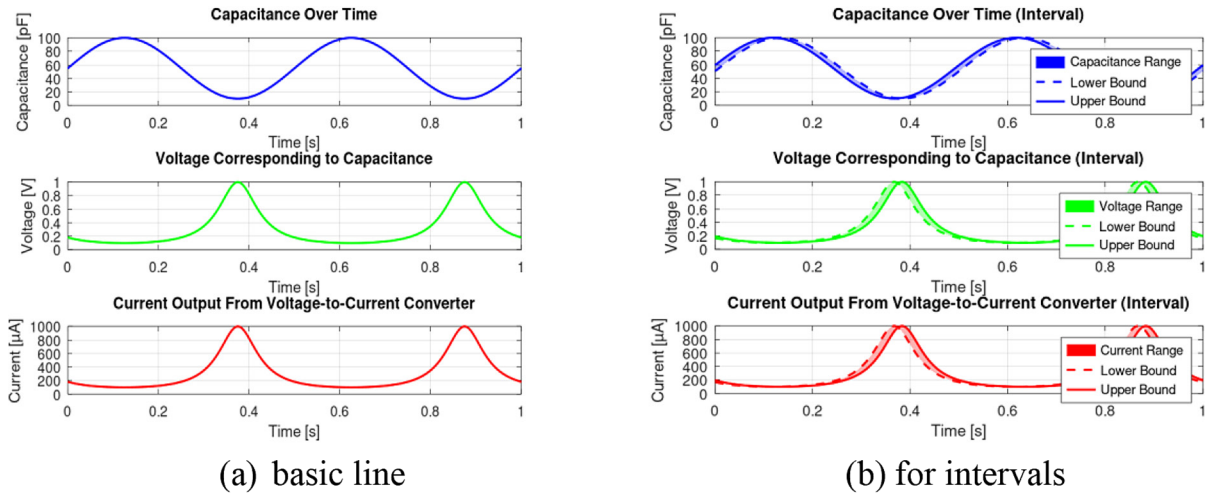 Capacitance Over Time
Capacitance [pF]
100
80
60
40
20
0
0 0.2 0.4 0.6 0.8 1
Time [s]
Voltage Corresponding to Capacitance
Voltage [V]
1
0.8
0.6
0.4
0.2
0
0 0.2 0.4 0.6 0.8 1
Time [s]
Current Output From Voltage-to-Current Converter
Current [µA]
1000
800
600
400
200
0
0 0.2 0.4 0.6 0.8 1
Time [s]
(a) basic line
Capacitance Over Time (Interval)
Capacitance [pF]
100
80
60
40
20
0
0 0.2 0.4 0.6 0.8 1
Time [s]
Capacitance Range
Lower Bound
Upper Bound
Voltage Corresponding to Capacitance (Interval)
Voltage [V]
1
0.8
0.6
0.4
0.2
0
0 0.2 0.4 0.6 0.8 1
Time [s]
Voltage Range
Lower Bound
Upper Bound
Current Output From Voltage-to-Current Converter (Interval)
Current [µA]
1000
800
600
400
200
0
0 0.2 0.4 0.6 0.8 1
Time [s]
Current Range
Lower Bound
Upper Bound
(b) for intervals